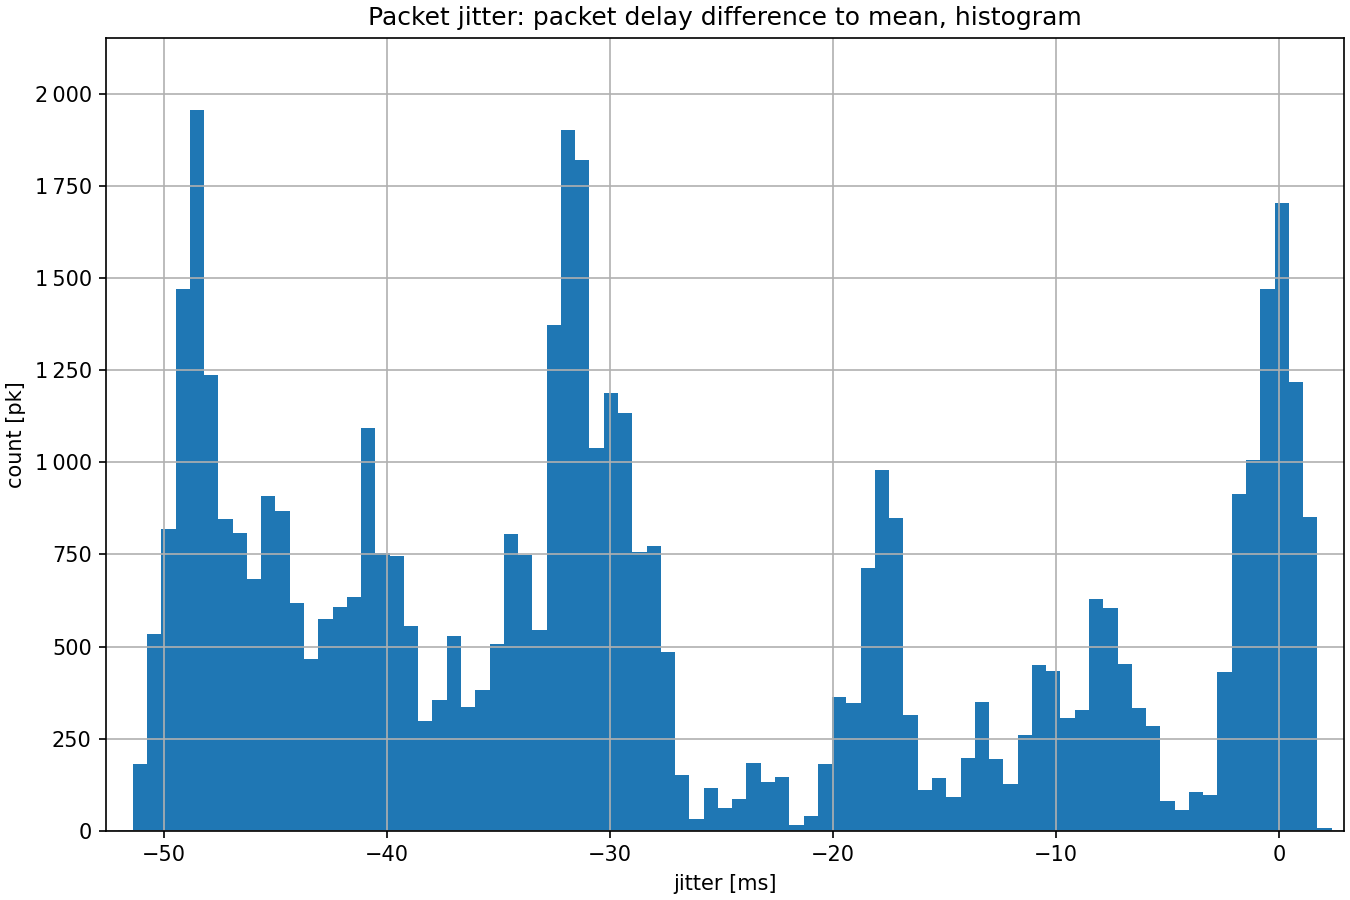 Packet jitter: packet delay difference to mean, histogram
2 000
1 750
1 500
1 250
1 000
750
500
250
0
count [pk]
−50 −40 −30 −20 −10 0
jitter [ms]